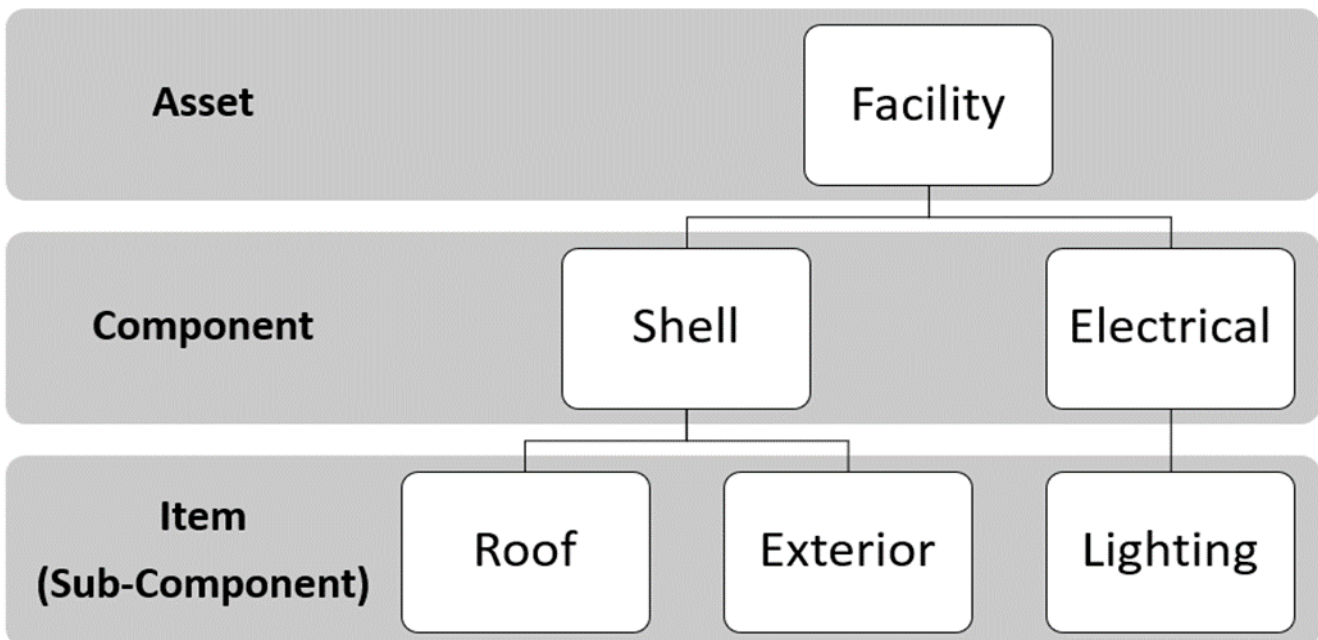 Asset
Facility
Component
Shell
Electrical
Item
(Sub-Component)
Roof
Exterior
Lighting